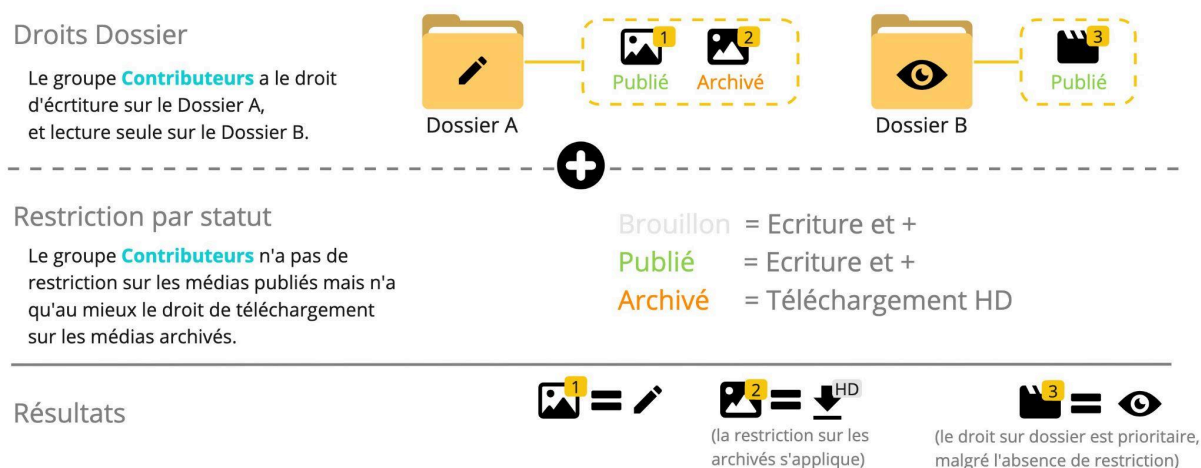 Droits Dossier
Le groupe Contributeurs a le droit
d'écrtiture sur le Dossier A,
et lecture seule sur le Dossier B.
1
2
Publié
Archivé
Dossier A
3
Publié
Dossier B
Restriction par statut
Le groupe Contributeurs n'a pas de
restriction sur les médias publiés mais n'a
qu'au mieux le droit de téléchargement
sur les médias archivés.
Brouillon = Ecriture et +
Publié = Ecriture et +
Archivé = Téléchargement HD
Résultats
1 =
2 = HD
(la restriction sur les
archivés s'applique)
3 =
(le droit sur dossier est prioritaire,
malgré l'absence de restriction)